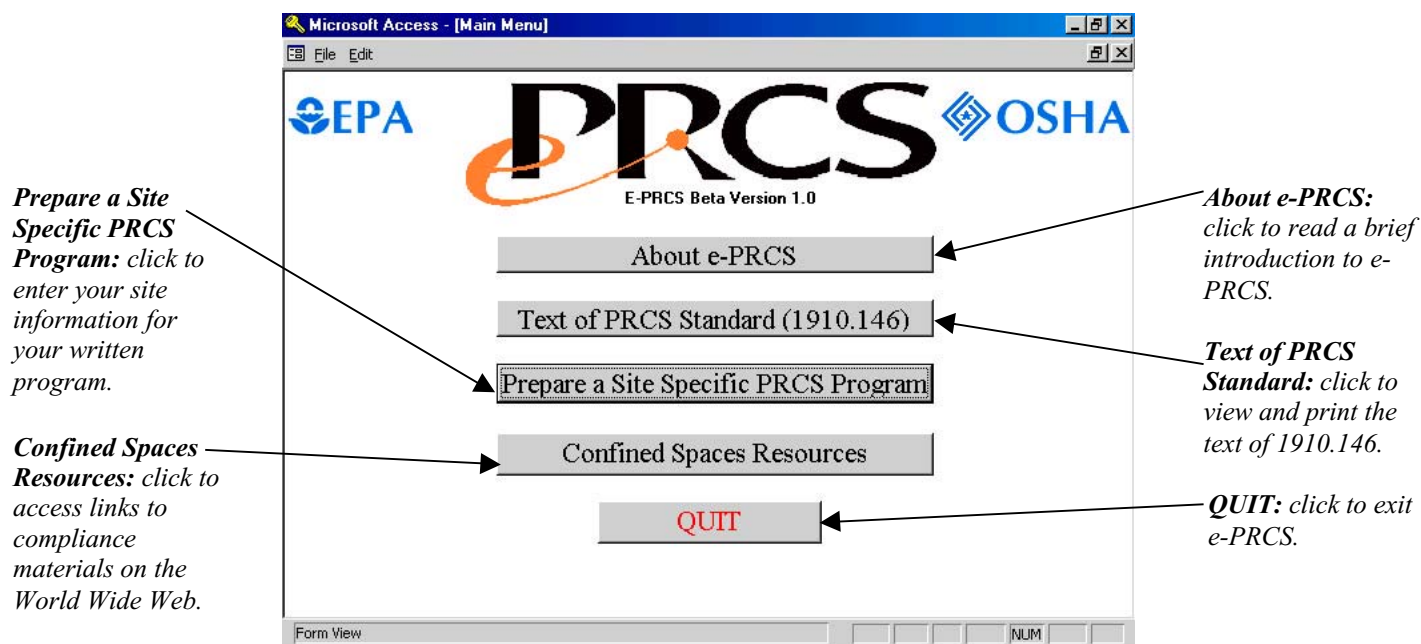 Microsoft Access - [Main Menu]
File Edit
EPA
ePRCS
OSHA
E-PRCS Beta Version 1.0
About e-PRCS
Text of PRCS Standard (1910.146)
Prepare a Site Specific PRCS Program
Confined Spaces Resources
QUIT
Form View
NUM
Prepare a Site
Specific PRCS
Program: click to
enter your site
information for
your written
program.
Confined Spaces
Resources: click to
access links to
compliance
materials on the
World Wide Web.
About e-PRCS:
click to read a brief
introduction to e-
PRCS.
Text of PRCS
Standard: click to
view and print the
text of 1910.146.
QUIT: click to exit
e-PRCS.